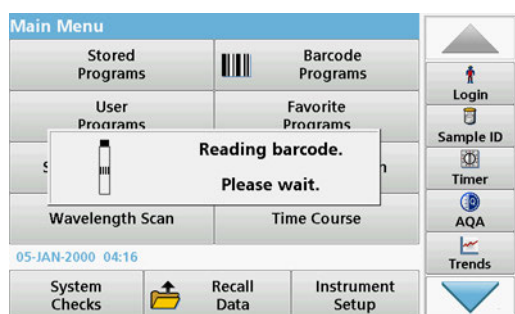 Main Menu
Stored
Programs
Barcode
Programs
User
Programs
Favorite
Programs
Reading barcode.
Please wait.
Wavelength Scan
Time Course
05-JAN-2000 04:16
System
Checks
Recall
Data
Instrument
Setup
Login
Sample ID
Timer
AQA
Trends